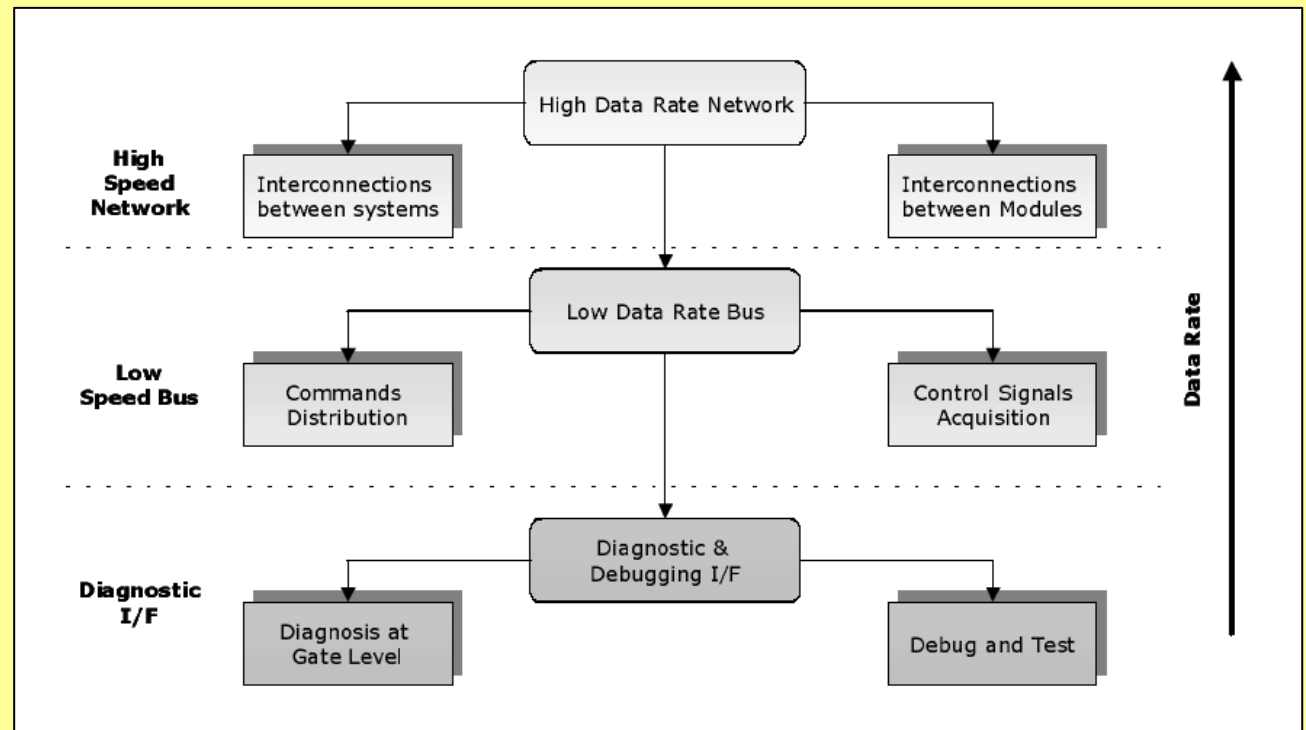 High Data Rate Network
High
Speed
Network
Interconnections
between systems
Interconnections
between Modules
Low Data Rate Bus
Low
Speed Bus
Commands
Distribution
Control Signals
Acquisition
Data Rate
Diagnostic &
Debugging I/F
Diagnostic
I/F
Diagnosis at
Gate Level
Debug and Test